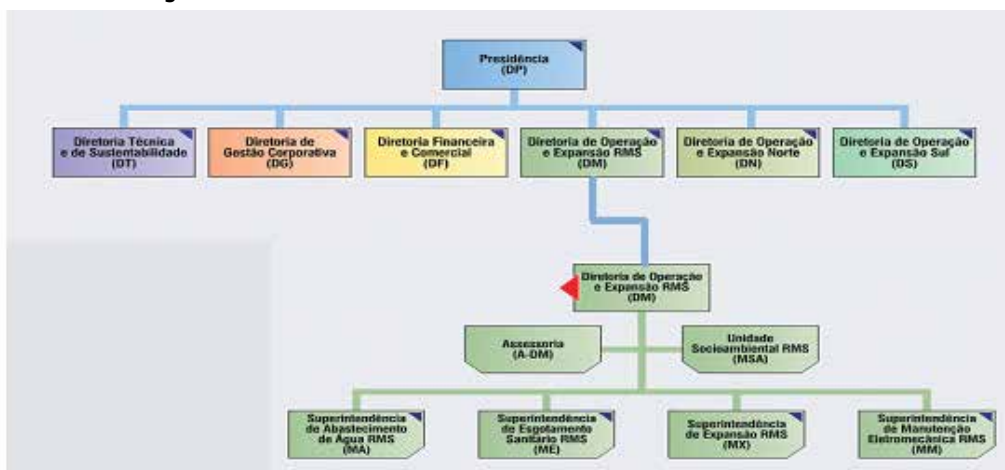 Presidência
(DP)
Diretoria Técnica
e de Sustentabilidade
(DT)
Diretoria de
Gestão Corporativa
(DG)
Diretoria Financeira
e Comercial
(DF)
Diretoria de Operação
e Expansão RMS
(DM)
Diretoria de Operação
e Expansão Norte
(DN)
Diretoria de Operação
e Expansão Sul
(DS)
Diretoria de Operação
e Expansão RMS
(DM)
Assessoria
(A-DM)
Unidade
Socioambiental RMS
(MSA)
Superintendência
de Abastecimento
de Água RMS
(MA)
Superintendência
de Esgotamento
Sanitário RMS
(ME)
Superintendência
de Expansão RMS
(MX)
Superintendência
de Manutenção
Eletromecânica RMS
(MM)